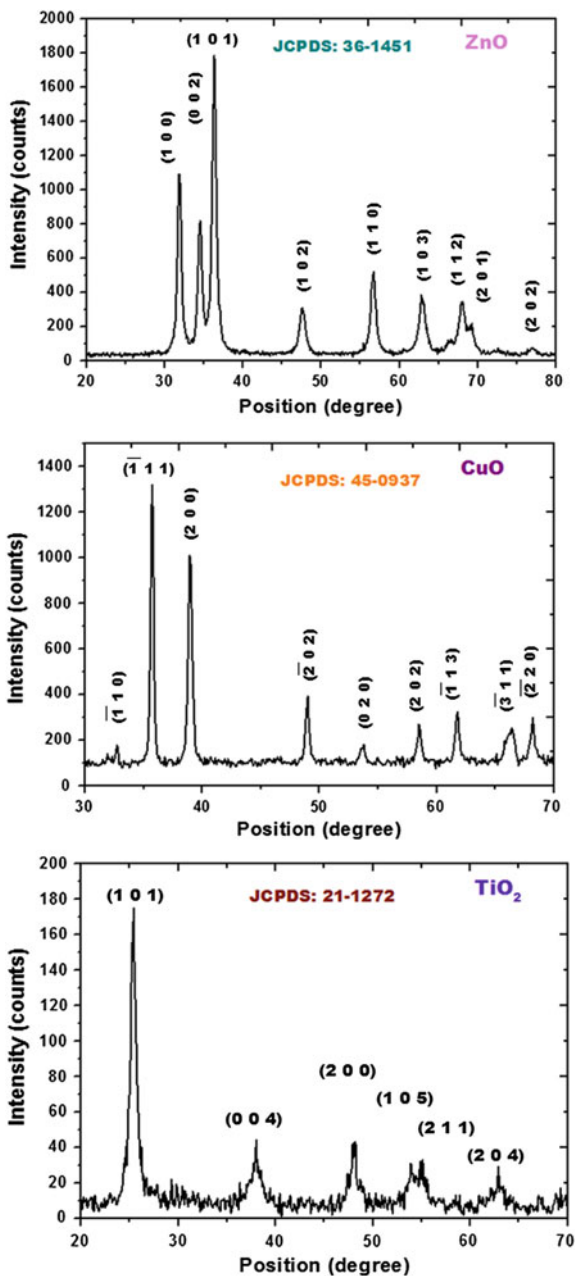 2000
1800
1600
1400
1200
1000
800
600
400
200
0
Intensity (counts)
JCPDS: 36-1451
ZnO
(1 0 0)
(0 0 2)
(1 0 1)
(1 0 2)
(1 1 0)
(1 0 3)
(1 1 2)
(2 0 1)
(2 0 2)
20 30 40 50 60 70 80
Position (degree)
1400
1200
1000
800
600
400
200
0
Intensity (counts)
JCPDS: 45-0937
CuO
(1̅ 1 0)
(1̅ 1 1)
(2 0 0)
(2̅ 0 2)
(0 2 0)
(2 0 2)
(1̅ 1 3)
(3̅ 1 1)
(2̅ 2 0)
30 40 50 60 70
Position (degree)
200
180
160
140
120
100
80
60
40
20
0
Intensity (counts)
JCPDS: 21-1272
TiO₂
(1 0 1)
(0 0 4)
(2 0 0)
(1 0 5)
(2 1 1)
(2 0 4)
20 30 40 50 60 70
Position (degree)